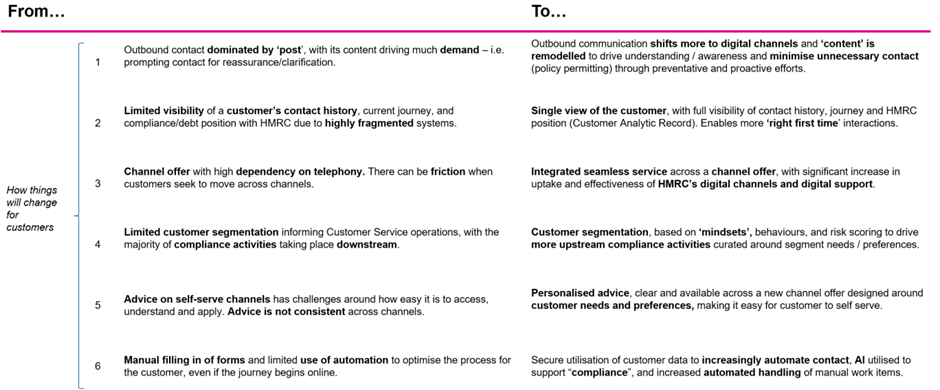 From…
To…
How things
will change
for
customers
1
Outbound contact dominated by ‘post’, with its content driving much demand – i.e.
prompting contact for reassurance/clarification.
Outbound communication shifts more to digital channels and ‘content’ is
remodelled to drive understanding / awareness and minimise unnecessary contact
(policy permitting) through preventative and proactive efforts.
2
Limited visibility of a customer’s contact history, current journey, and
compliance/debt position with HMRC due to highly fragmented systems.
Single view of the customer, with full visibility of contact history, journey and HMRC
position (Customer Analytic Record). Enables more ‘right first time’ interactions.
3
Channel offer with high dependency on telephony. There can be friction when
customers seek to move across channels.
Integrated seamless service across a channel offer, with significant increase in
uptake and effectiveness of HMRC’s digital channels and digital support.
4
Limited customer segmentation informing Customer Service operations, with the
majority of compliance activities taking place downstream.
Customer segmentation, based on ‘mindsets’, behaviours, and risk scoring to drive
more upstream compliance activities curated around segment needs / preferences.
5
Advice on self-serve channels has challenges around how easy it is to access,
understand and apply. Advice is not consistent across channels.
Personalised advice, clear and available across a new channel offer designed around
customer needs and preferences, making it easy for customer to self serve.
6
Manual filling in of forms and limited use of automation to optimise the process for
the customer, even if the journey begins online.
Secure utilisation of customer data to increasingly automate contact, AI utilised to
support “compliance”, and increased automated handling of manual work items.